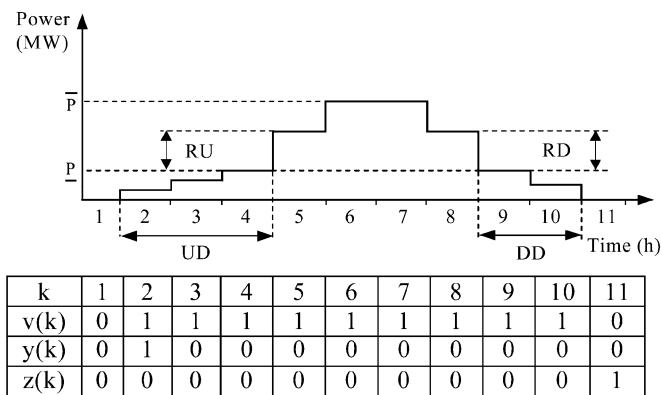 Power
(MW)
P
RU
RD
P
1 2 3 4 5 6 7 8 9 10 11
UD
DD
Time (h)
k 1 2 3 4 5 6 7 8 9 10 11
v(k) 0 1 1 1 1 1 1 1 1 1 0
y(k) 0 1 0 0 0 0 0 0 0 0 0
z(k) 0 0 0 0 0 0 0 0 0 0 1